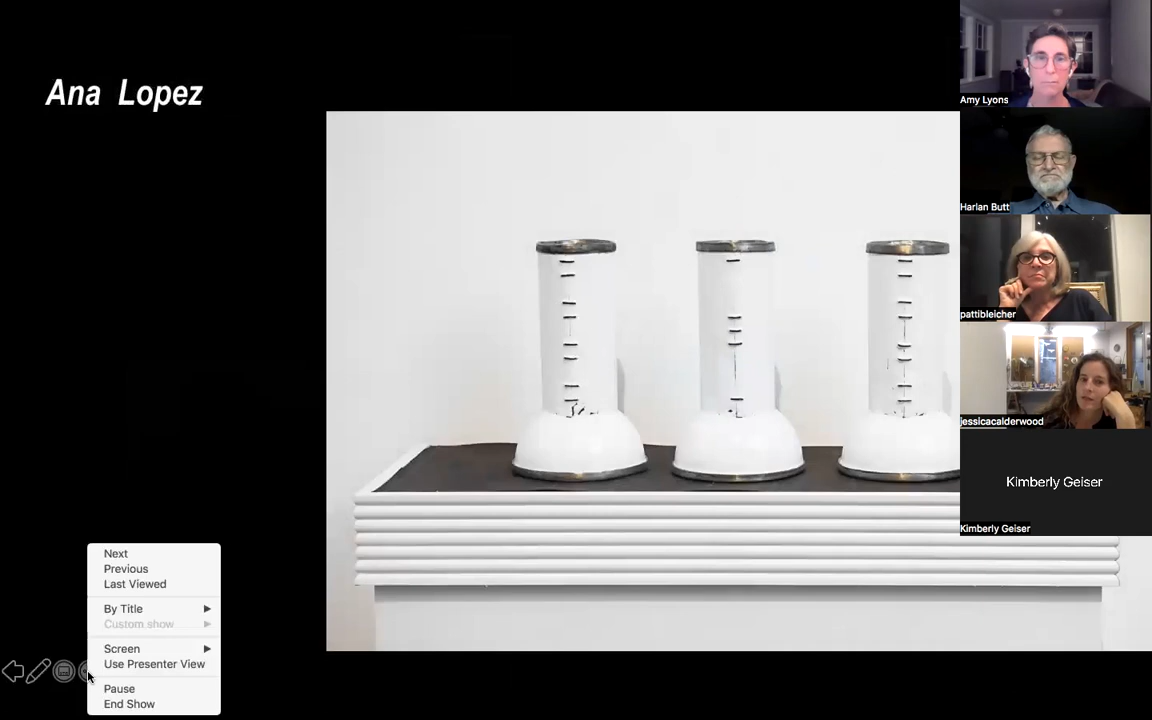 Ana Lopez
Amy Lyons
Harlan Butt
pattibleicher
jessicacalderwood
Kimberly Geiser
Kimberly Geiser
Next
Previous
Last Viewed
By Title
Custom show
Screen
Use Presenter View
Pause
End Show